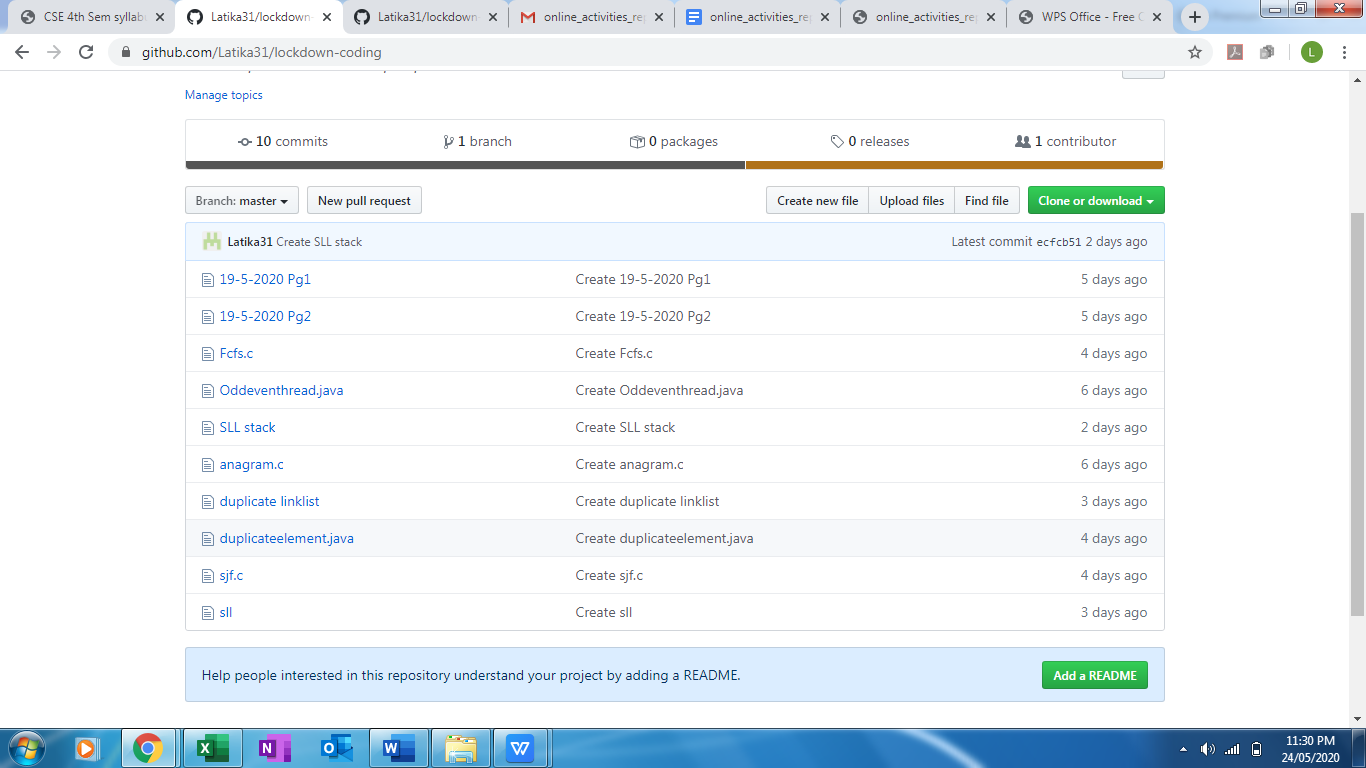 CSE 4th Sem syllab
Latika31/lockdown-
Latika31/lockdown-
online_activities_rep
online_activities_rep
online_activities_rep
WPS Office - Free O
github.com/Latika31/lockdown-coding
L
Manage topics
10 commits
1 branch
0 packages
0 releases
1 contributor
Branch: master
New pull request
Create new file
Upload files
Find file
Clone or download
Latika31 Create SLL stack
Latest commit ecfcb51 2 days ago
19-5-2020 Pg1 Create 19-5-2020 Pg1 5 days ago
19-5-2020 Pg2 Create 19-5-2020 Pg2 5 days ago
Fcfs.c Create Fcfs.c 4 days ago
Oddeventhread.java Create Oddeventhread.java 6 days ago
SLL stack Create SLL stack 2 days ago
anagram.c Create anagram.c 6 days ago
duplicate linklist Create duplicate linklist 3 days ago
duplicateelement.java Create duplicateelement.java 4 days ago
sjf.c Create sjf.c 4 days ago
sll Create sll 3 days ago
Help people interested in this repository understand your project by adding a README.
Add a README
11:30 PM
24/05/2020